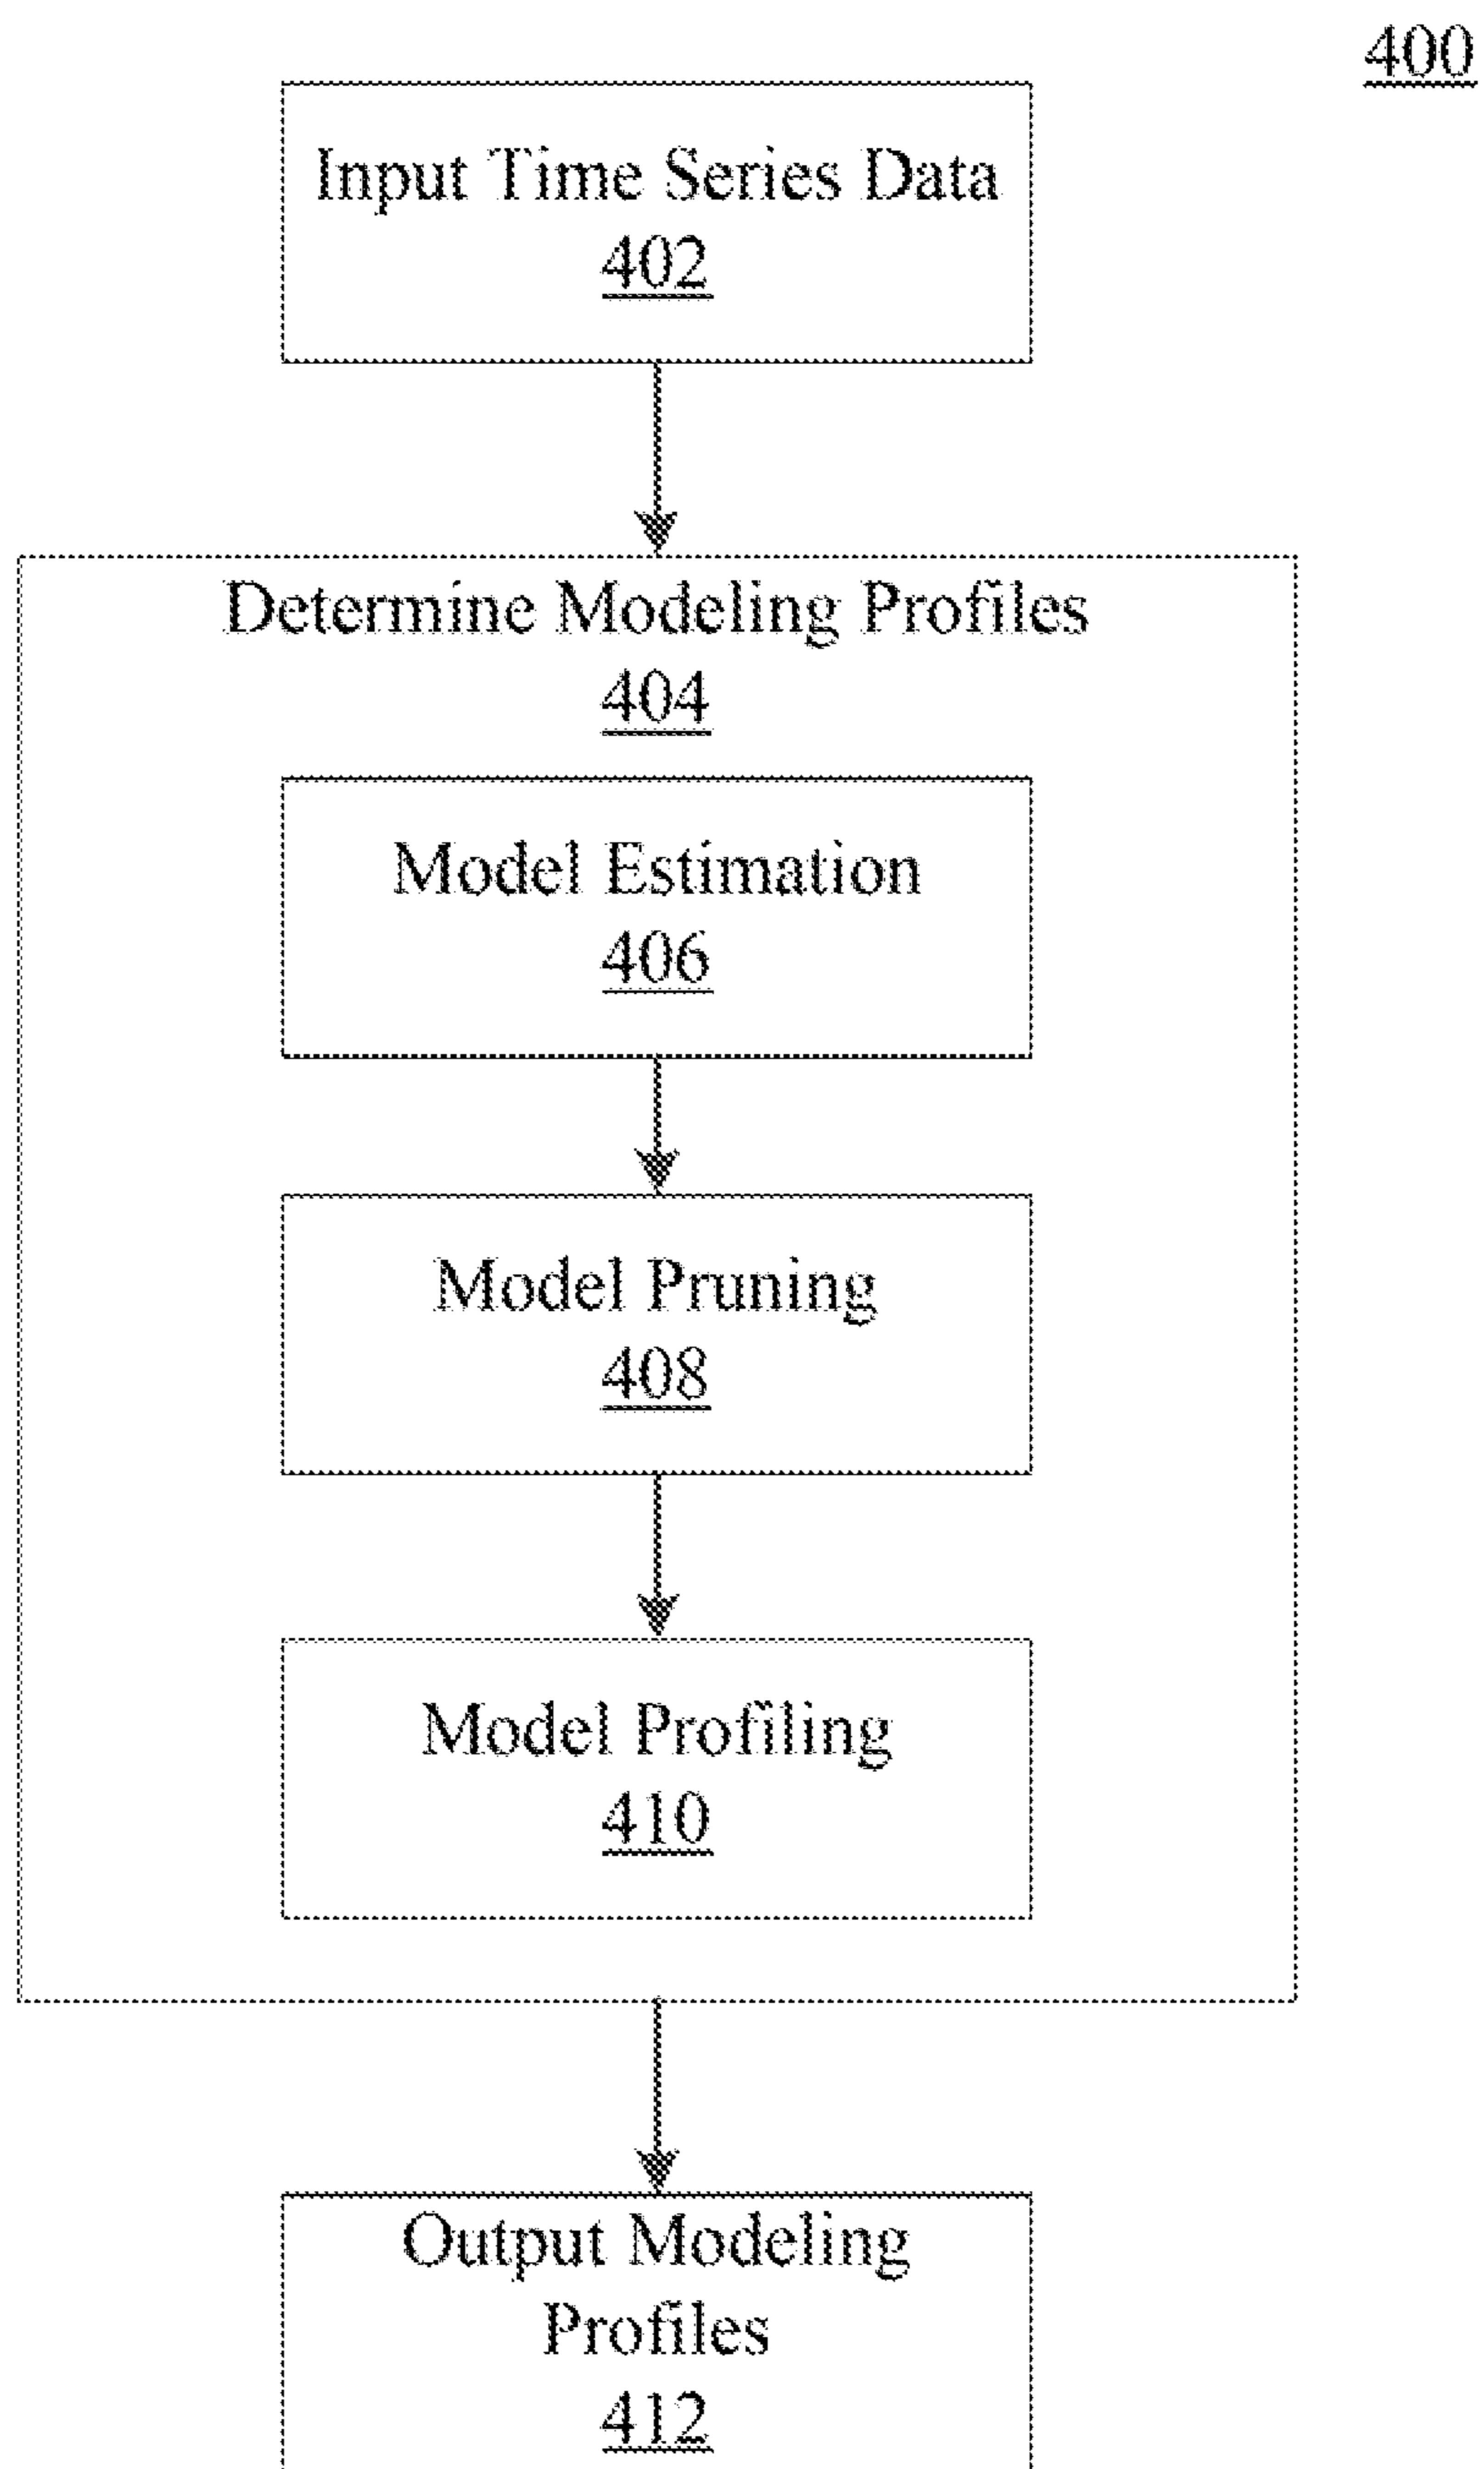 400
Input Time Series Data
402
Determine Modeling Profiles
404
Model Estimation
406
Model Pruning
408
Model Profiling
410
Output Modeling
Profiles
412